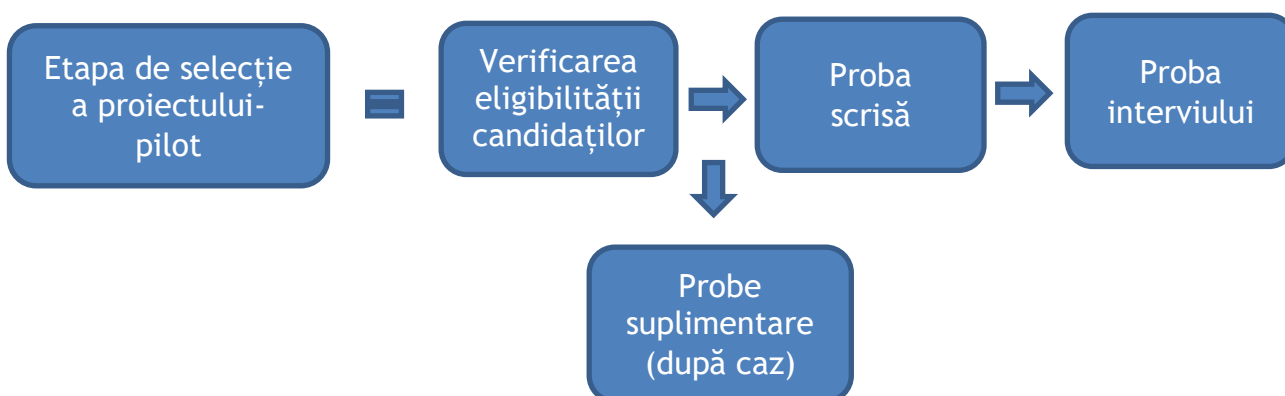 Etapa de selecție
a proiectului-
pilot
Verificarea
eligibilității
candidaților
Proba
scrisă
Proba
interviului
Probe
suplimentare
(după caz)